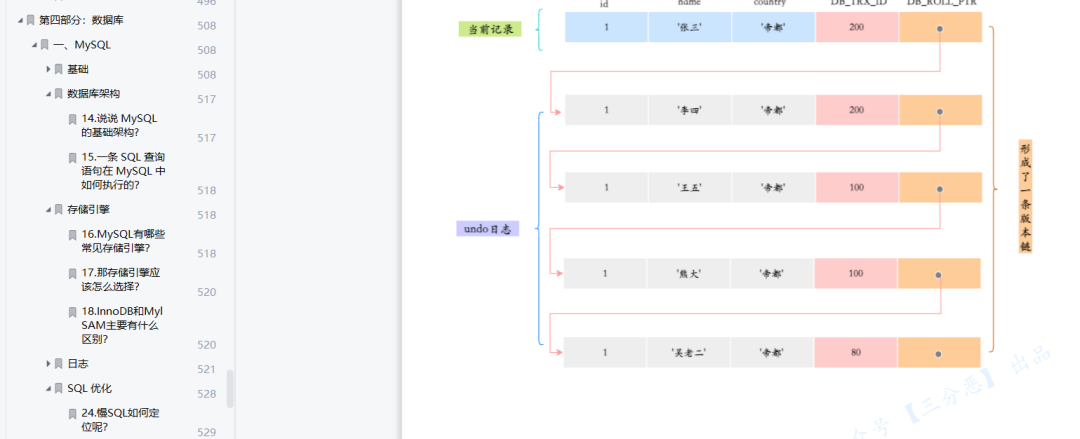 496
第四部分：数据库
508
一、MySQL
508
基础
508
数据库架构
517
14.说说 MySQL
的基础架构?
517
15.一条 SQL 查询
语句在 MySQL 中
如何执行的?
518
存储引擎
518
16.MySQL有哪些
常见存储引擎?
518
17.那存储引擎应
该怎么选择?
520
18.InnoDB和MyI
SAM主要有什么
区别?
520
日志
521
SQL 优化
528
24.慢SQL如何定
位呢?
529
id name country DB_TRX_ID DB_ROLL_PTR
当前记录
1 '张三' '帝都' 200
1 '李四' '帝都' 200
1 '王五' '帝都' 100
undo日志
1 '熊大' '帝都' 100
1 '吴老二' '帝都' 80
形成了一条版本链
众号【三分恶】出品